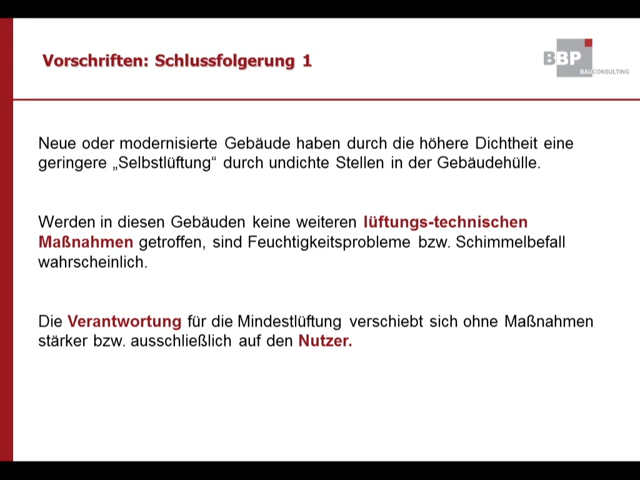 Vorschriften: Schlussfolgerung 1
BBP
BAUCONSULTING
Neue oder modernisierte Gebäude haben durch die höhere Dichtheit eine
geringere „Selbstlüftung“ durch undichte Stellen in der Gebäudehülle.
Werden in diesen Gebäuden keine weiteren lüftungs-technischen
Maßnahmen getroffen, sind Feuchtigkeitsprobleme bzw. Schimmelbefall
wahrscheinlich.
Die Verantwortung für die Mindestlüftung verschiebt sich ohne Maßnahmen
stärker bzw. ausschließlich auf den Nutzer.